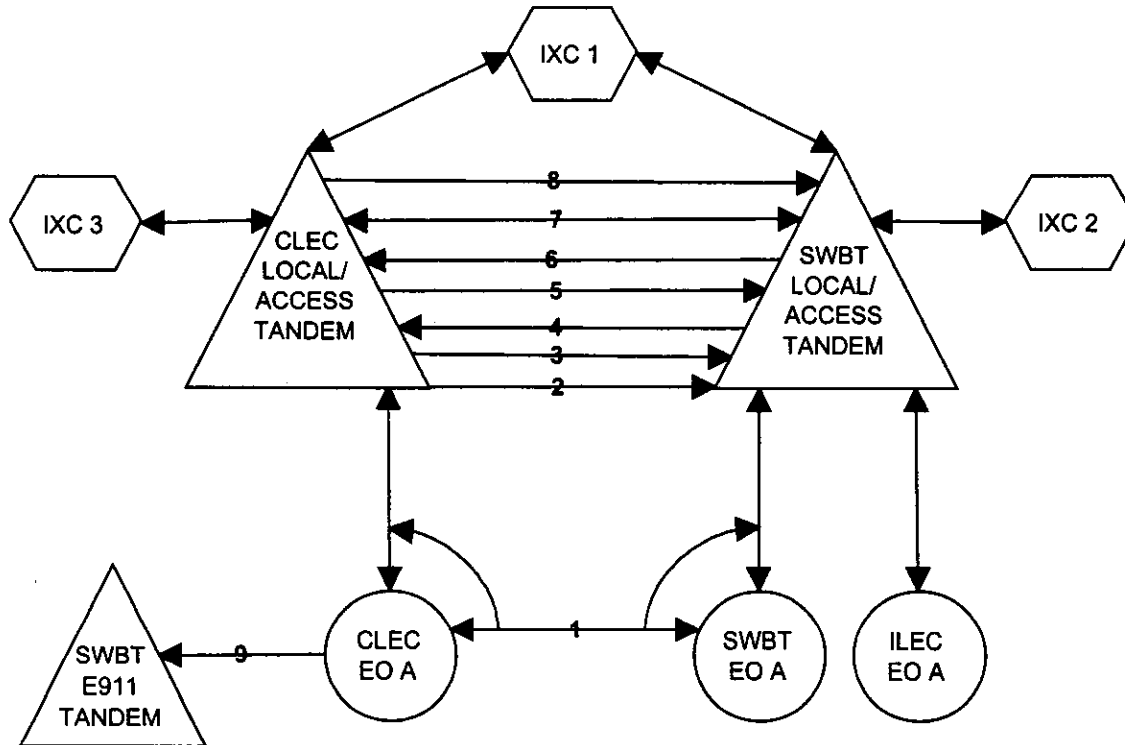 IXC 1
8
IXC 3
7
IXC 2
CLEC
LOCAL/
ACCESS
TANDEM
SWBT
LOCAL/
ACCESS
TANDEM
6
5
4
3
2
SWBT
E911
TANDEM
9
CLEC
EO A
1
SWBT
EO A
ILEC
EO A